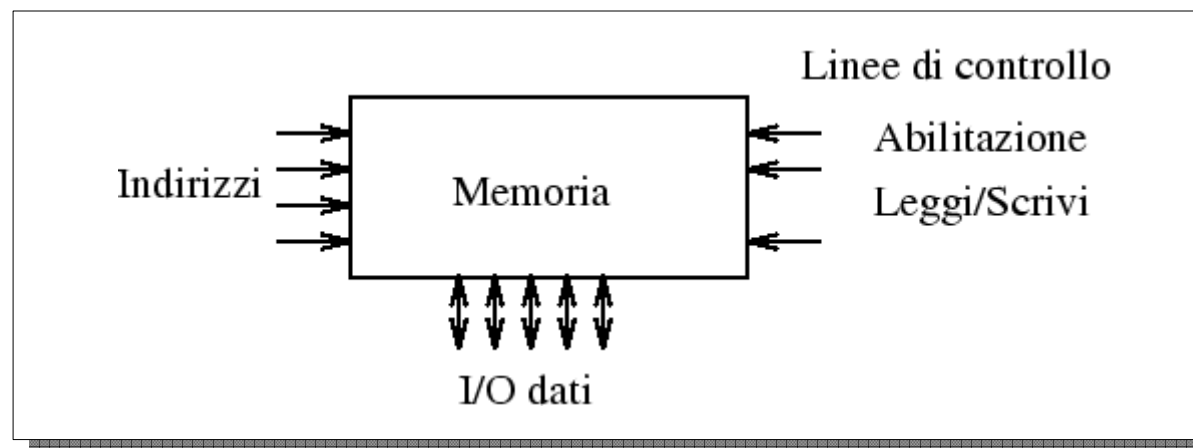 Linee di controllo
Abilitazione
Indirizzi
Memoria
Leggi/Scrivi
I/O dati